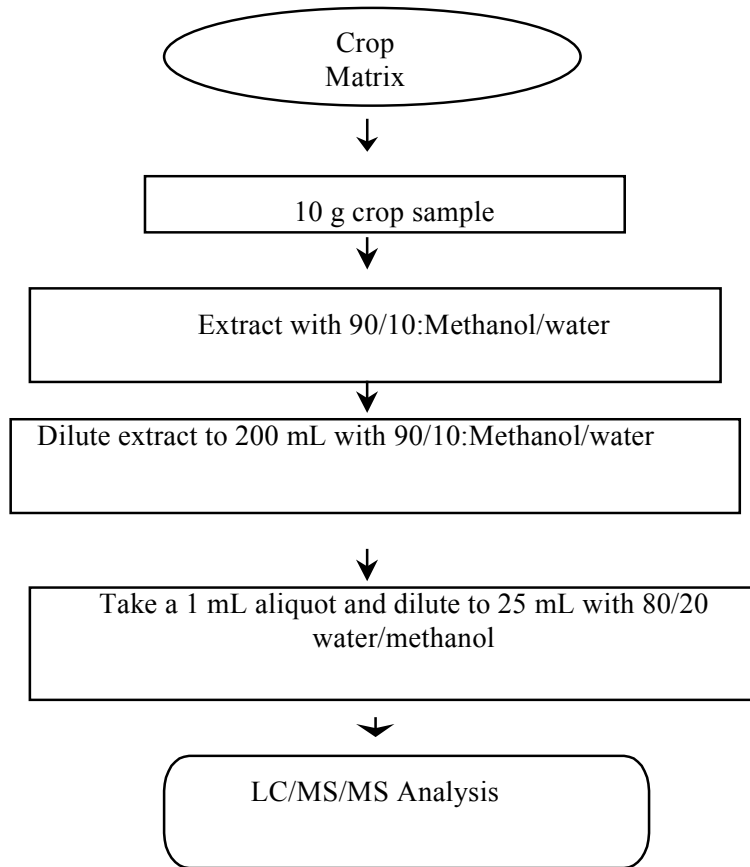 Crop
Matrix
10 g crop sample
Extract with 90/10:Methanol/water
Dilute extract to 200 mL with 90/10:Methanol/water
Take a 1 mL aliquot and dilute to 25 mL with 80/20
water/methanol
LC/MS/MS Analysis